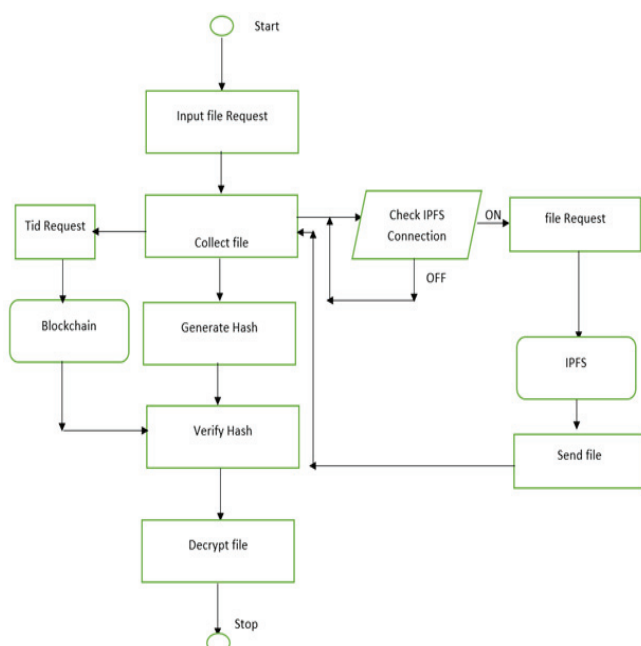 Start
Input file Request
Tid Request
Collect file
Check IPFS
Connection
ON
file Request
OFF
Blockchain
Generate Hash
IPFS
Verify Hash
Send file
Decrypt file
Stop